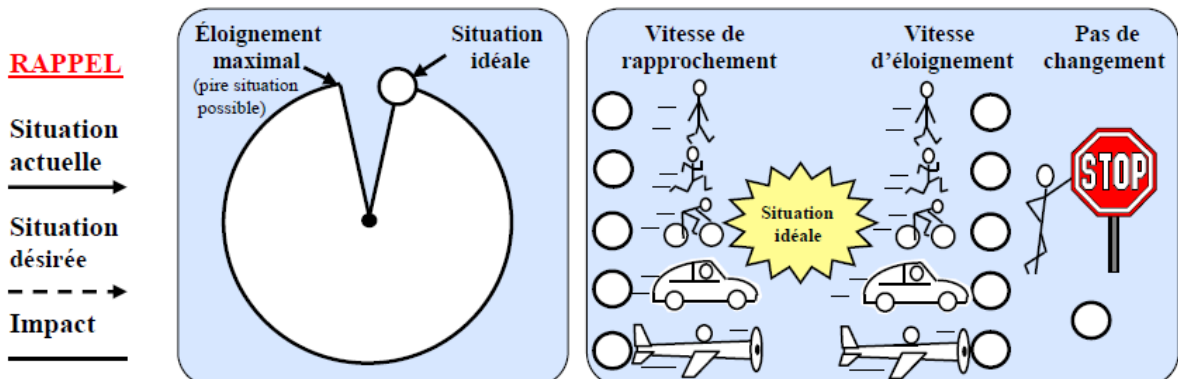 RAPPEL
Situation
actuelle
Situation
désirée
Impact
Éloignement
maximal
(pire situation
possible)
Situation
idéale
Vitesse de
rapprochement
Vitesse
d'éloignement
Pas de
changement
Situation
idéale
STOP